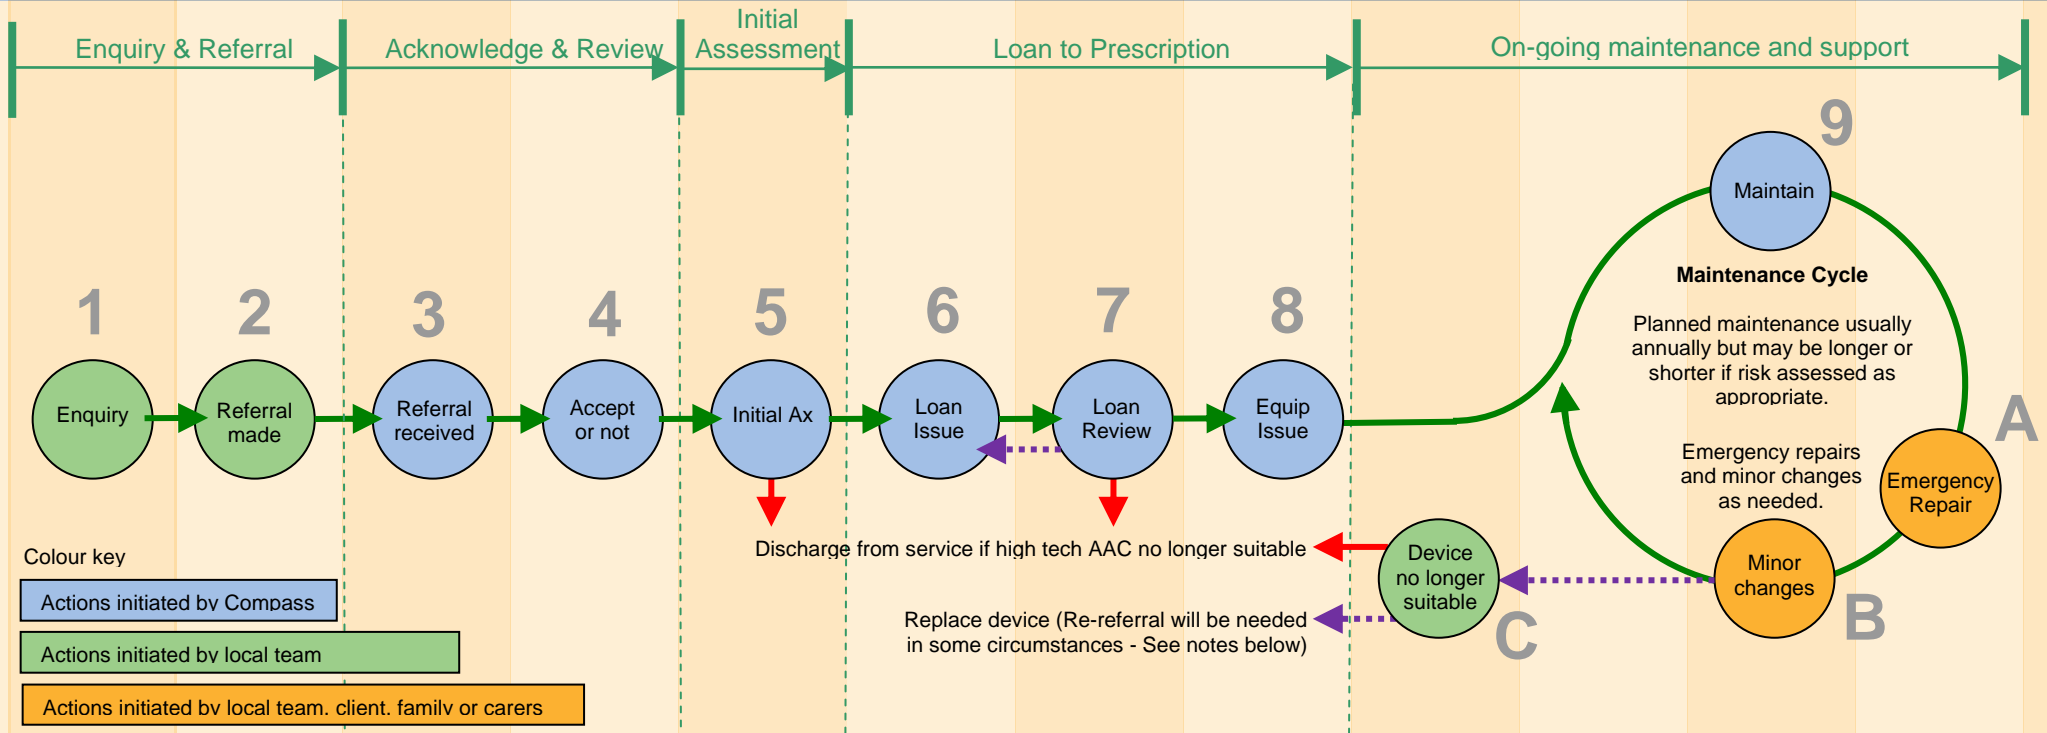 Enquiry & Referral
Acknowledge & Review
Initial
Assessment
Loan to Prescription
On-going maintenance and support
1
2
3
4
5
6
7
8
9
Enquiry
Referral
made
Referral
received
Accept
or not
Initial Ax
Loan
Issue
Loan
Review
Equip
Issue
Maintain
Maintenance Cycle
Planned maintenance usually
annually but may be longer or
shorter if risk assessed as
appropriate.
Emergency repairs
and minor changes
as needed.
A
Emergency
Repair
B
Minor
changes
C
Device
no longer
suitable
Discharge from service if high tech AAC no longer suitable
Replace device (Re-referral will be needed
in some circumstances - See notes below)
Colour key
Actions initiated by Compass
Actions initiated by local team
Actions initiated by local team, client, family or carers